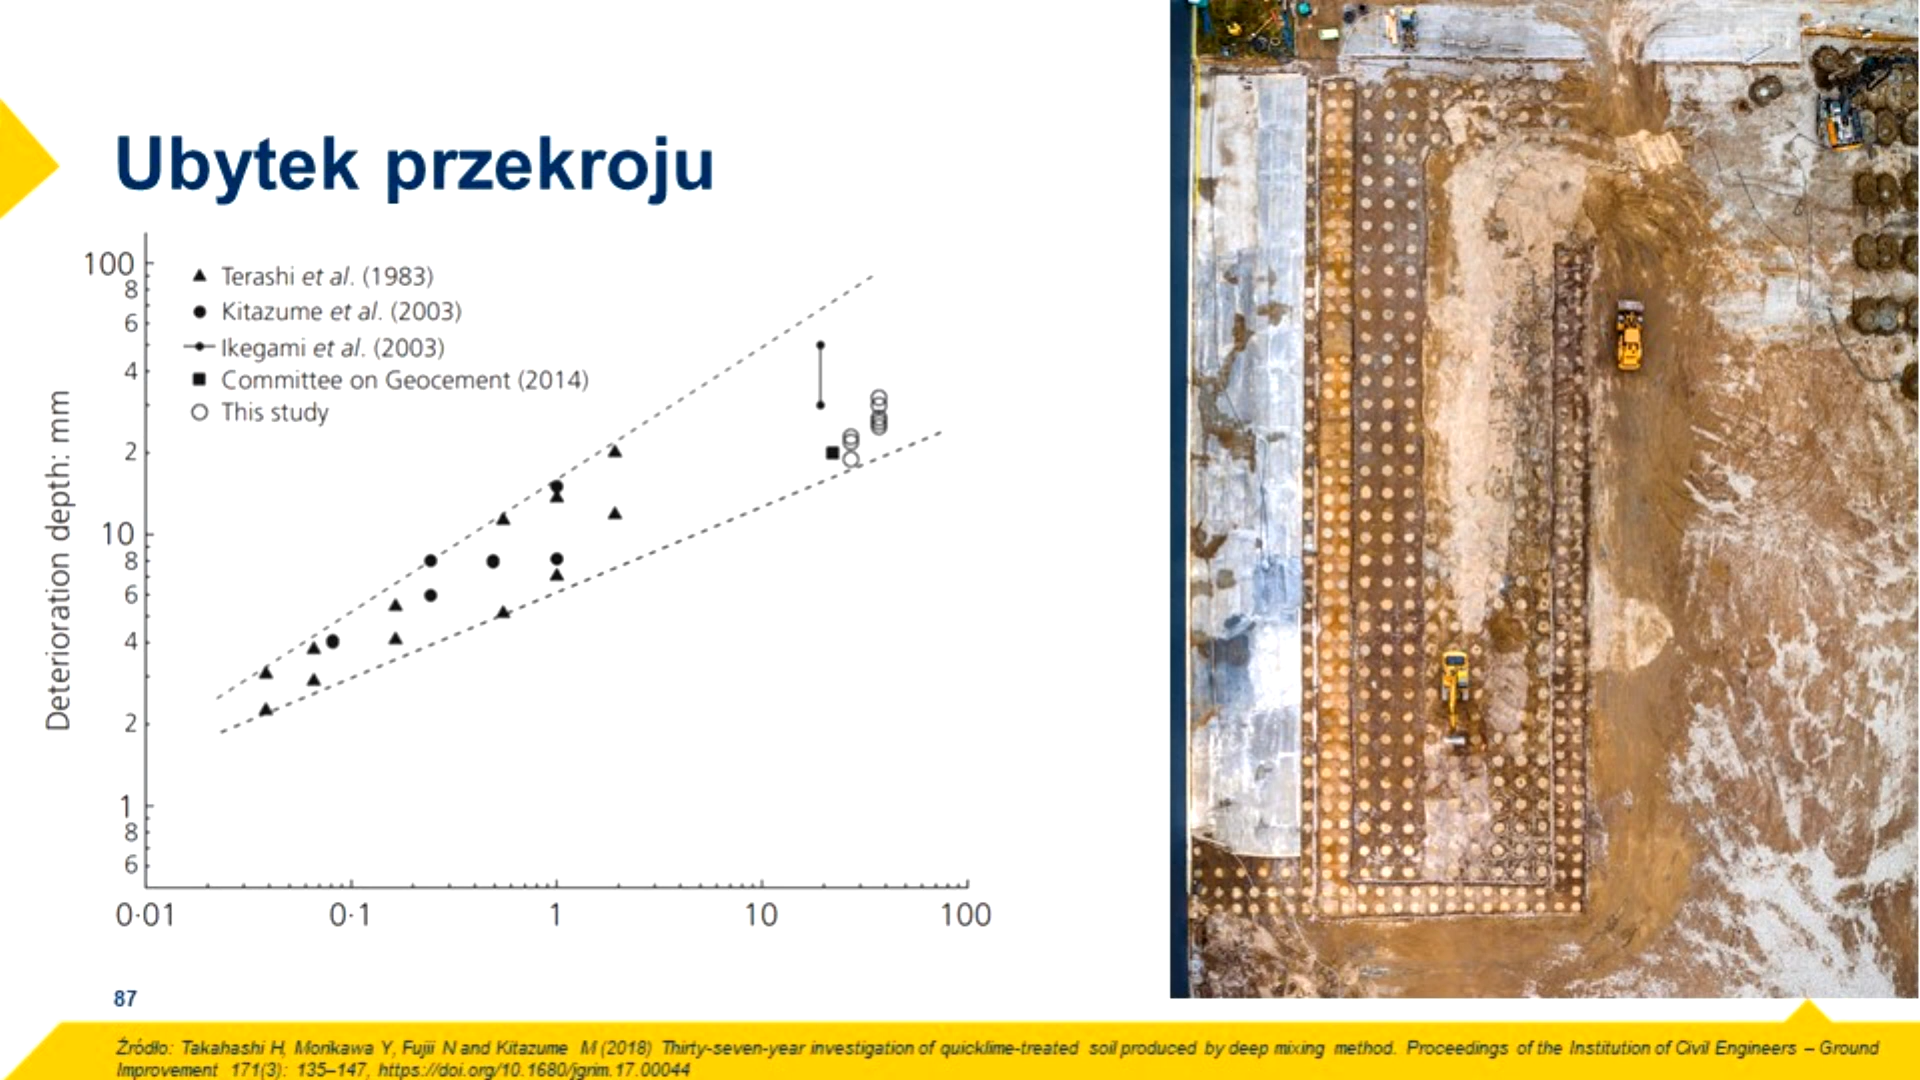 Ubytek przekroju
100
8
6
4
2
10
8
6
4
2
1
8
6
Deterioration depth: mm
Terashi et al. (1983)
Kitazume et al. (2003)
Ikegami et al. (2003)
Committee on Geocement (2014)
This study
0·01 0·1 1 10 100
87
Źródło: Takahashi H, Morikawa Y, Fujii N and Kitazume M (2018) Thirty-seven-year investigation of quicklime-treated soil produced by deep mixing method. Proceedings of the Institution of Civil Engineers – Ground
Improvement 171(3): 135–147, https://doi.org/10.1680/jgrim.17.00044